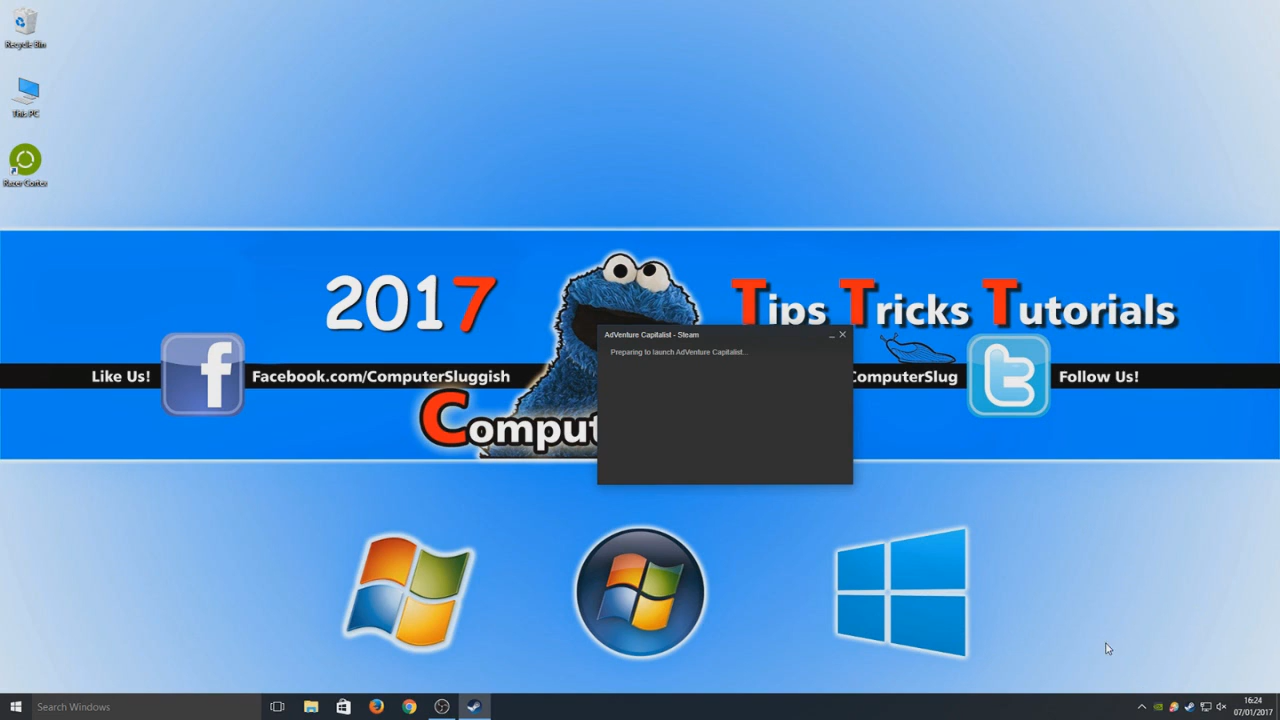 Recycle Bin
This PC
Razer Cortex
2017
Tips Tricks Tutorials
AdVenture Capitalist - Steam
Preparing to launch AdVenture Capitalist...
Like Us!
Facebook.com/ComputerSluggish
ComputerSlug
Follow Us!
Comput
Search Windows
16:24
07/01/2017